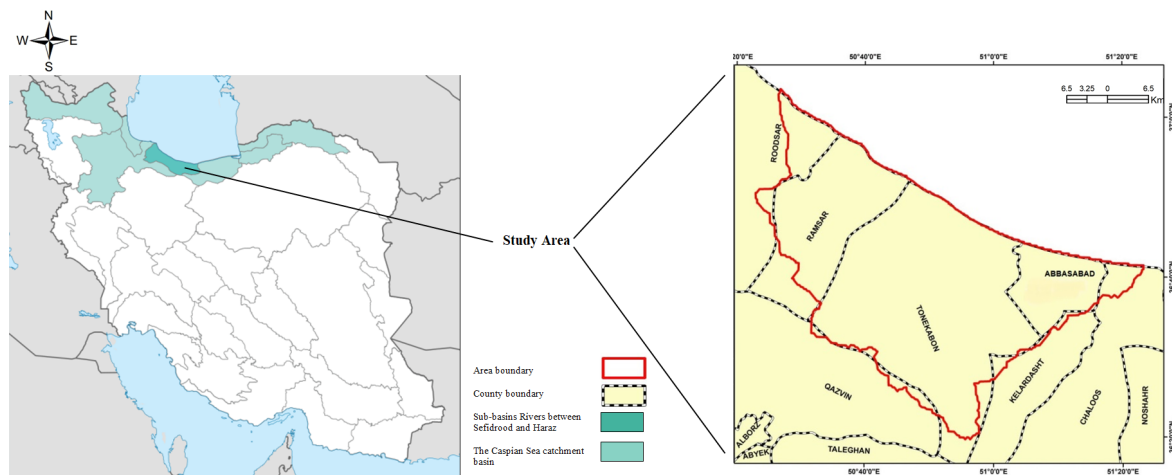 N
W E
S
20'0"E 50°40'0"E 51°0'0"E 51°20'0"E
6.5 3.25 0 6.5
Km
ROODSAR
RAMSAR
Study Area
ABBASABAD
TONEKABON
QAZVIN
KELARDASHT
CHALOOS
NOSHAHR
ALBORZ
ABYEK
TALEGHAN
Area boundary
County boundary
Sub-basins Rivers between
Sefidrood and Haraz
The Caspian Sea catchment
basin
50°40'0"E 51°0'0"E 51°20'0"E